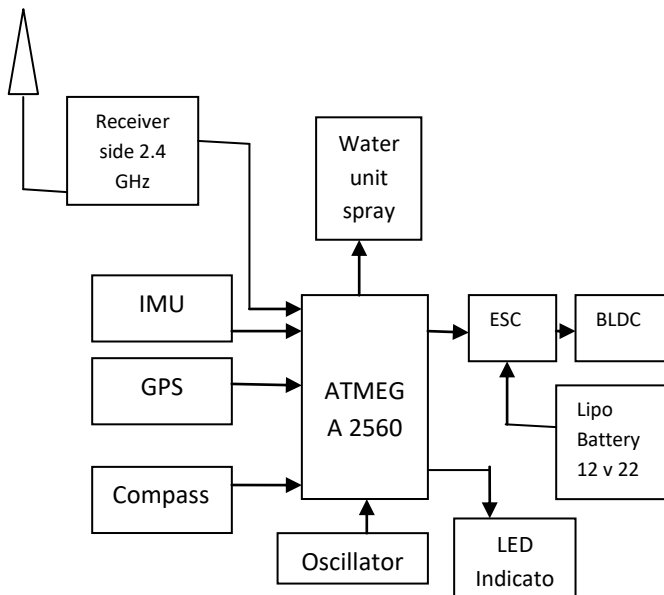 Receiver
side 2.4
GHz
Water
unit
spray
IMU
GPS
Compass
ATMEG
A 2560
ESC
BLDC
Lipo
Battery
12 v 22
Oscillator
LED
Indicato